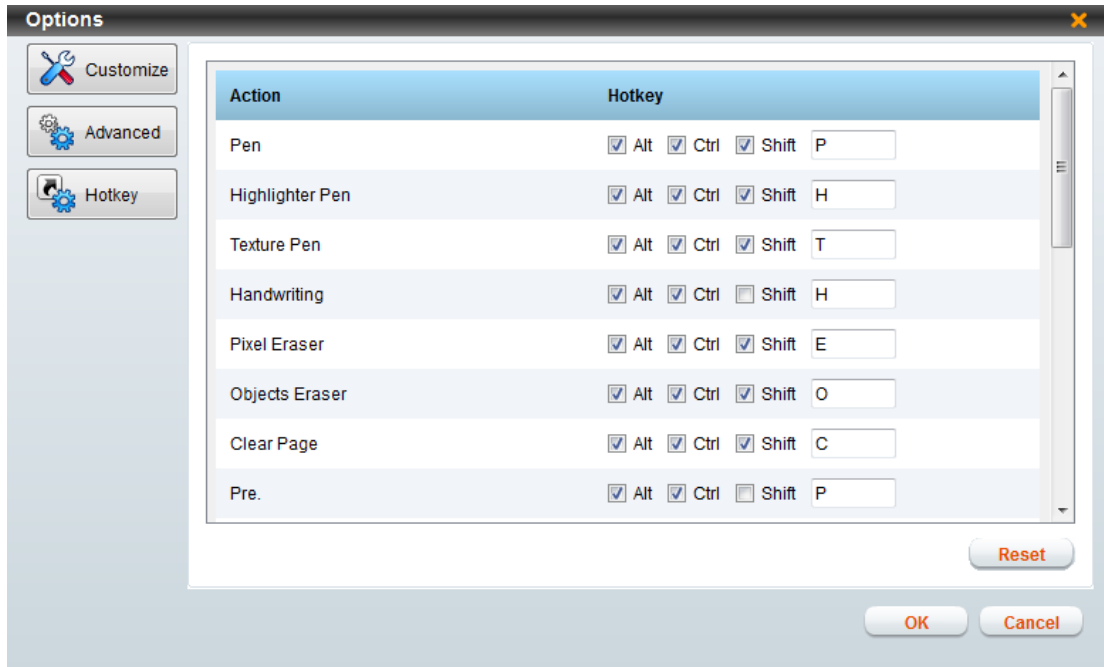 Options
Customize
Advanced
Hotkey
Action Hotkey
Pen Alt Ctrl Shift P
Highlighter Pen Alt Ctrl Shift H
Texture Pen Alt Ctrl Shift T
Handwriting Alt Ctrl Shift H
Pixel Eraser Alt Ctrl Shift E
Objects Eraser Alt Ctrl Shift O
Clear Page Alt Ctrl Shift C
Pre. Alt Ctrl Shift P
Reset
OK Cancel